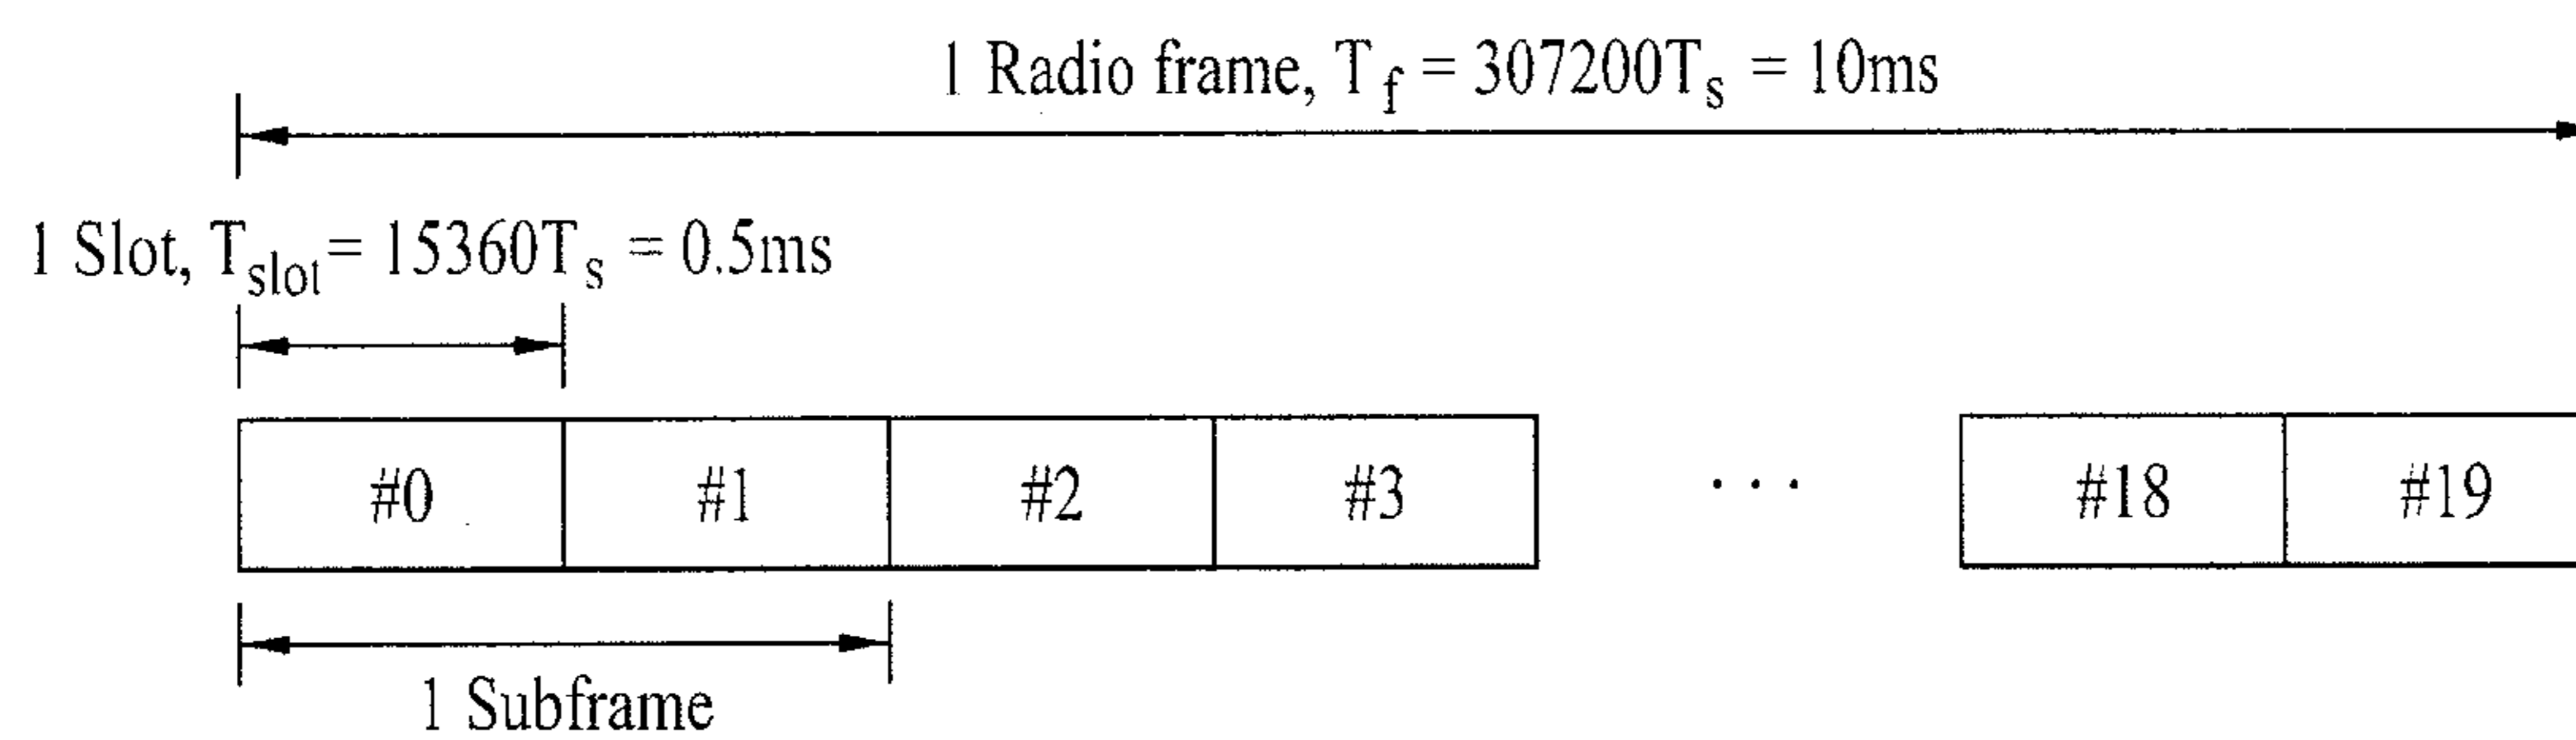 1 Radio frame, Tf = 307200Ts = 10ms
1 Slot, Tslot = 15360Ts = 0.5ms
#0 #1 #2 #3 ... #18 #19
1 Subframe